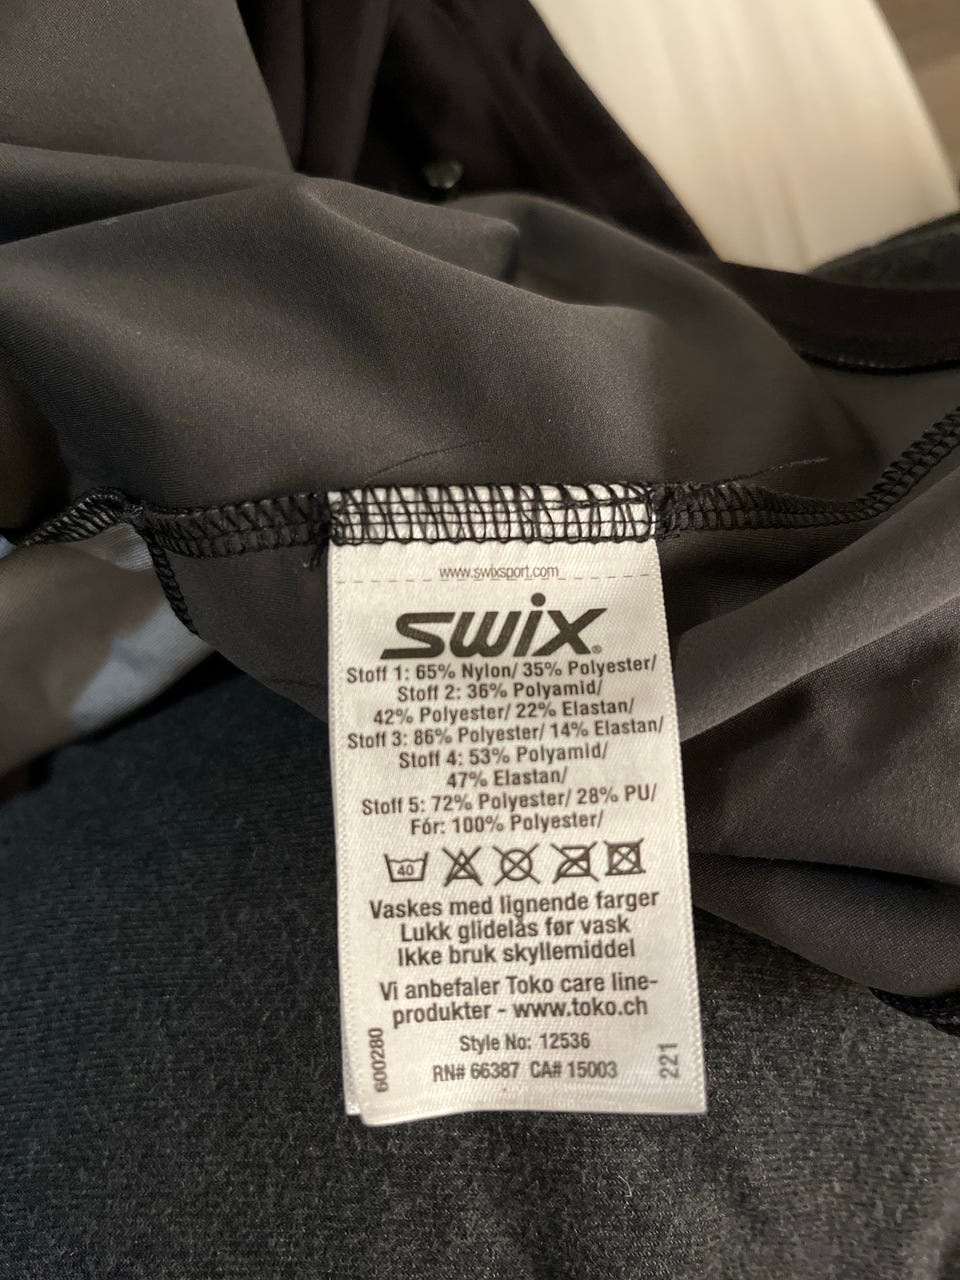 www.swixsport.com
swix®
Stoff 1: 65% Nylon/ 35% Polyester/
Stoff 2: 36% Polyamid/
42% Polyester/ 22% Elastan/
Stoff 3: 86% Polyester/ 14% Elastan/
Stoff 4: 53% Polyamid/
47% Elastan/
Stoff 5: 72% Polyester/ 28% PU/
Fór: 100% Polyester/
40
Vaskes med lignende farger
Lukk glidelås før vask
Ikke bruk skyllemiddel
Vi anbefaler Toko care line-
produkter - www.toko.ch
Style No: 12536
RN# 66387 CA# 15003
600280
221